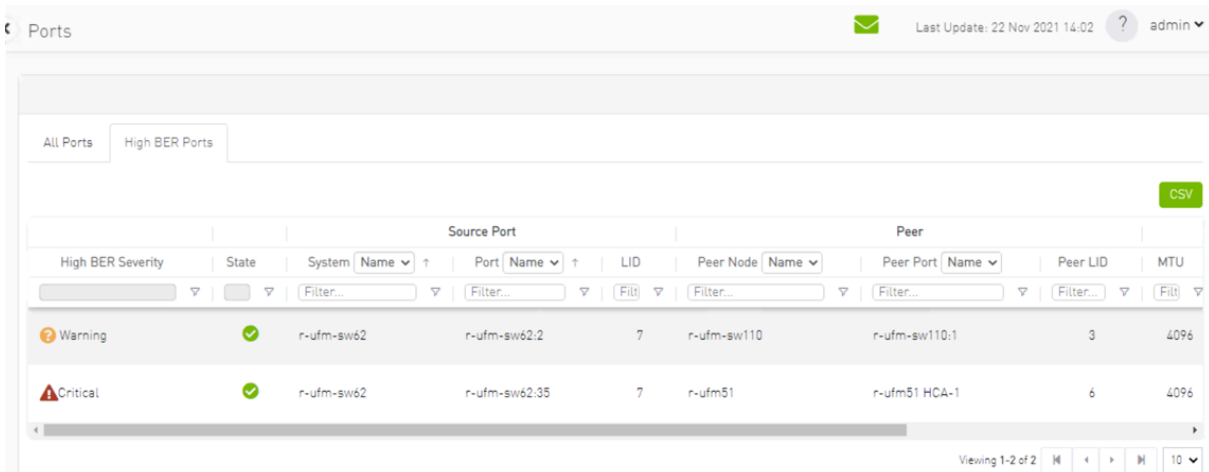 Ports
Last Update: 22 Nov 2021 14:02 ? admin
All Ports High BER Ports
CSV
Source Port Peer
High BER Severity State System Name ↑ Port Name ↑ LID Peer Node Name Peer Port Name Peer LID MTU
Filter... Filter... Filt Filter... Filter... Filter... Filt
? Warning r-ufm-sw62 r-ufm-sw62:2 7 r-ufm-sw110 r-ufm-sw110:1 3 4096
Critical r-ufm-sw62 r-ufm-sw62:35 7 r-ufm51 r-ufm51 HCA-1 6 4096
Viewing 1-2 of 2 10